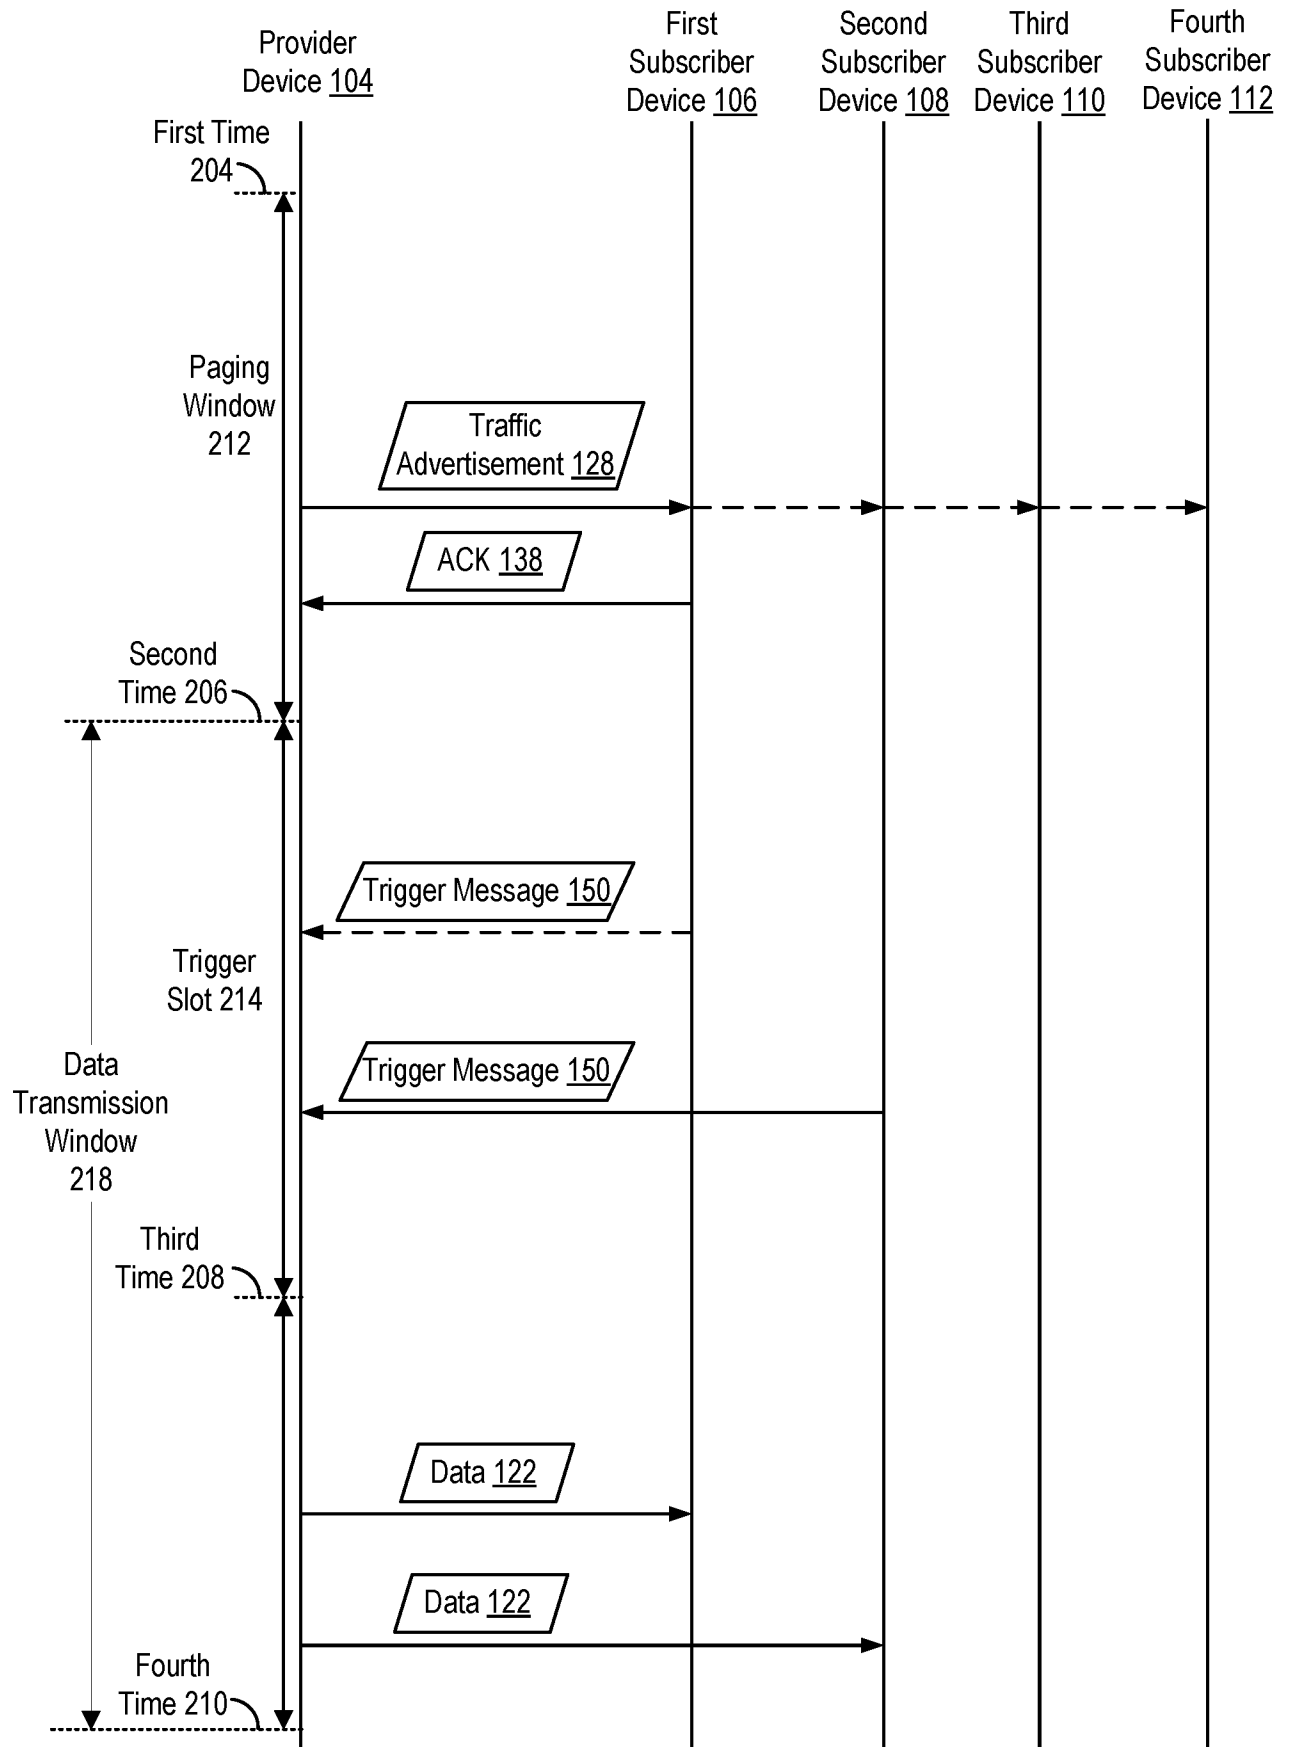 Provider
Device 104
First
Subscriber
Device 106
Second
Subscriber
Device 108
Third
Subscriber
Device 110
Fourth
Subscriber
Device 112
First Time
204
Paging
Window
212
Traffic
Advertisement 128
ACK 138
Second
Time 206
Trigger Message 150
Trigger
Slot 214
Trigger Message 150
Data
Transmission
Window
218
Third
Time 208
Data 122
Data 122
Fourth
Time 210